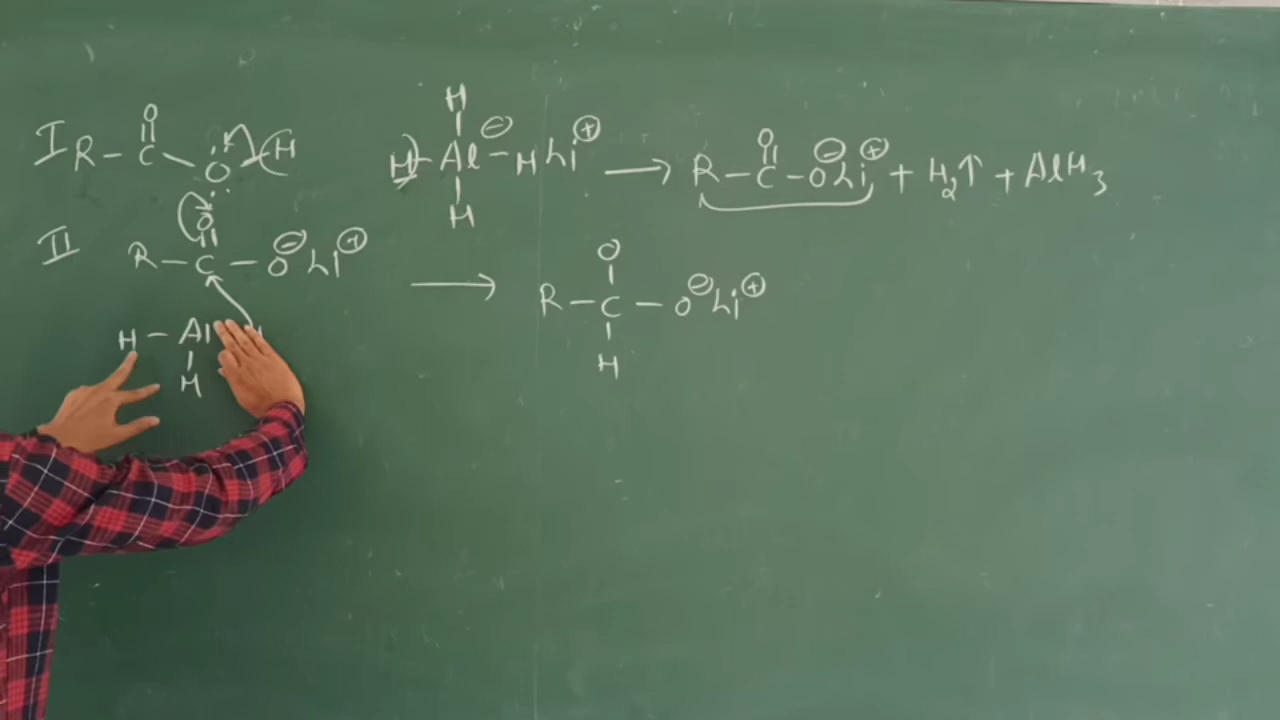 O H
I R - C - O - H H - Al⊖ - H Li⊕ → R - C - O⊖Li⊕ + H₂↑ + AlH₃
H
O O
II R - C - O⊖ Li⊕ → R - C - O⊖Li⊕
H - Al H
H